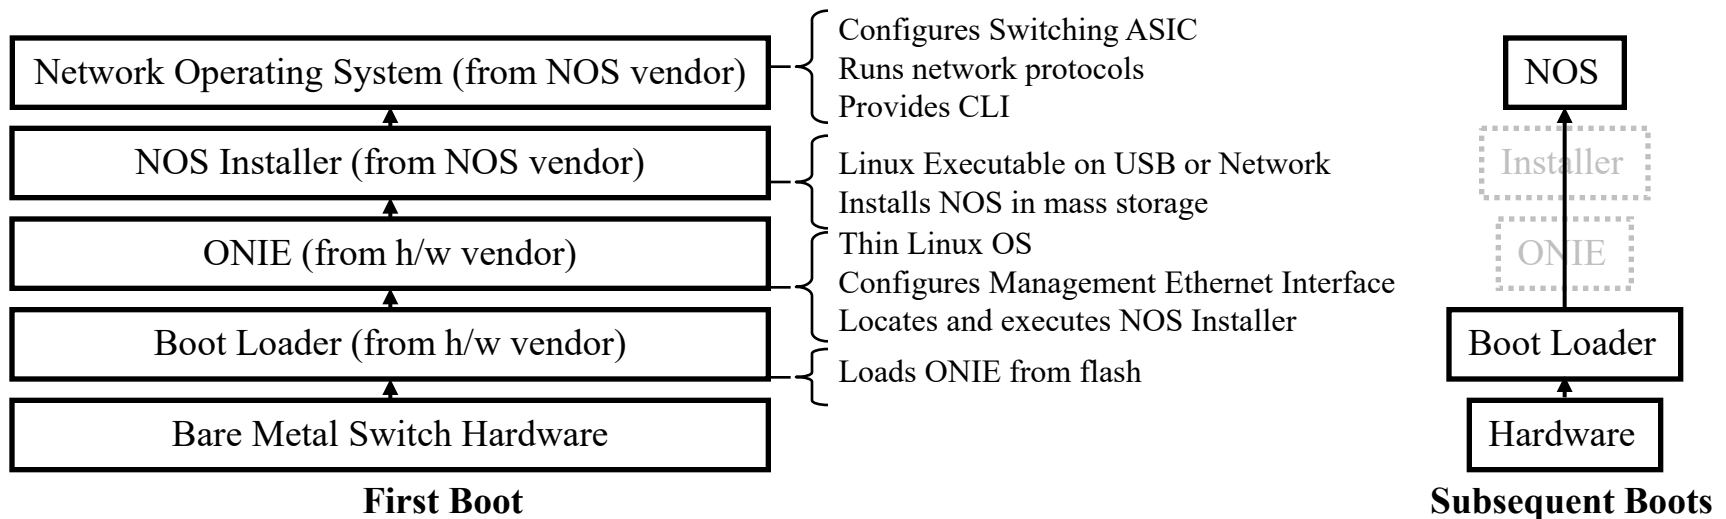 Network Operating System (from NOS vendor)
Configures Switching ASIC
Runs network protocols
Provides CLI
NOS Installer (from NOS vendor)
Linux Executable on USB or Network
Installs NOS in mass storage
ONIE (from h/w vendor)
Thin Linux OS
Configures Management Ethernet Interface
Locates and executes NOS Installer
Boot Loader (from h/w vendor)
Loads ONIE from flash
Bare Metal Switch Hardware
First Boot
NOS
Installer
ONIE
Boot Loader
Hardware
Subsequent Boots